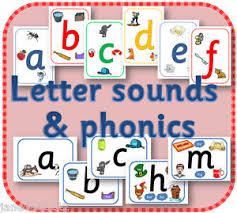 a b c d e f
Letter sounds
& phonics
a c h m
b h